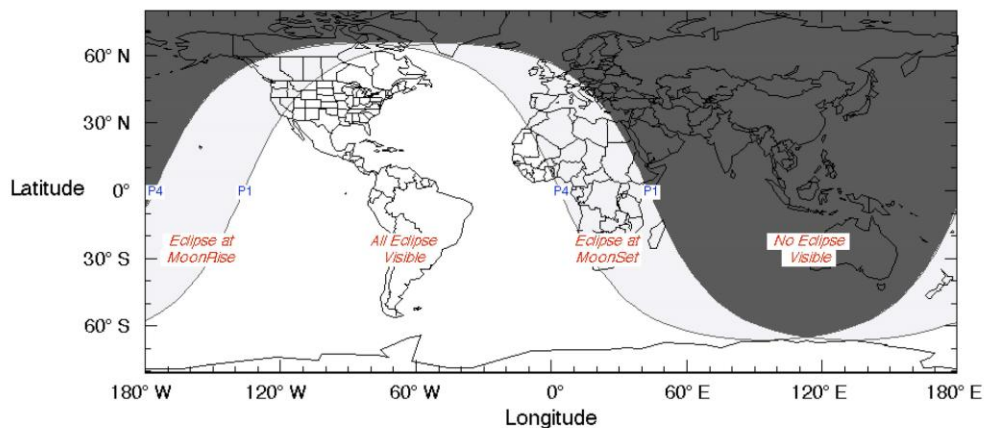 60° N
30° N
Latitude
0°
P4
P1
P4
P1
Eclipse at
MoonRise
All Eclipse
Visible
Eclipse at
MoonSet
No Eclipse
Visible
30° S
60° S
180° W
120° W
60° W
0°
60° E
120° E
180° E
Longitude